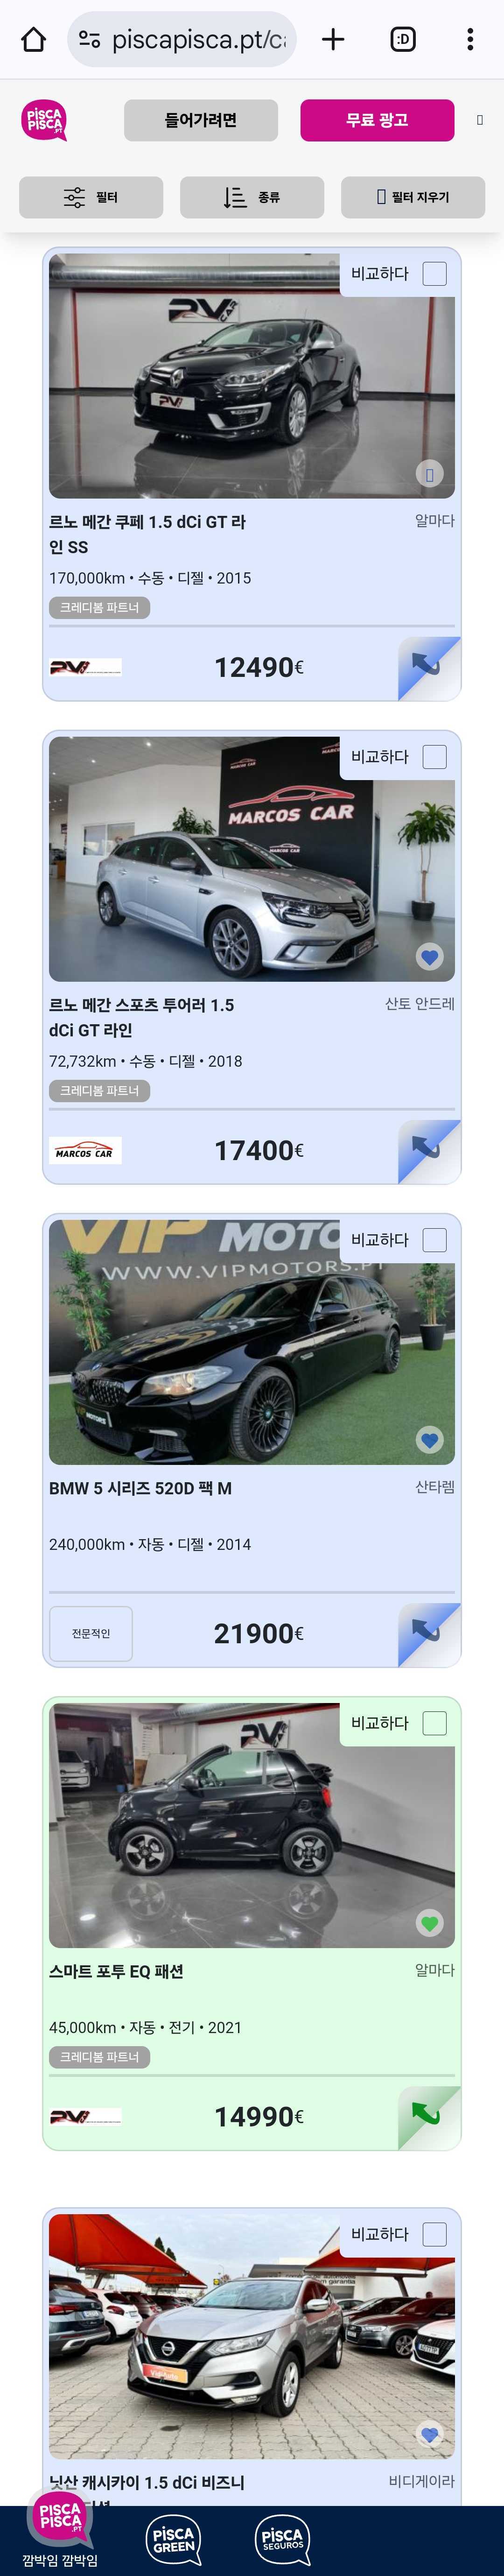 piscapisca.pt/ca
:D
PISCA
PISCA
.PT
들어가려면
무료 광고
필터
종류
필터 지우기
비교하다
PV
CAR
르노 메간 쿠페 1.5 dCi GT 라
인 SS
알마다
170,000km • 수동 • 디젤 • 2015
크레디봄 파트너
12490€
비교하다
MARCOS CAR
르노 메간 스포츠 투어러 1.5
dCi GT 라인
산토 안드레
72,732km • 수동 • 디젤 • 2018
크레디봄 파트너
MARCOS CAR
17400€
비교하다
VIP MOTO
WWW.VIPMOTORS.PT
VIP
MOTORS
BMW 5 시리즈 520D 팩 M
산타렘
240,000km • 자동 • 디젤 • 2014
전문적인
21900€
비교하다
스마트 포투 EQ 패션
알마다
45,000km • 자동 • 전기 • 2021
크레디봄 파트너
14990€
비교하다
garantia
닛산 캐시카이 1.5 dCi 비즈니
비디게이라
PISCA
PISCA
.PT
깜박임 깜박임
PISCA
GREEN
PISCA
SEGUROS